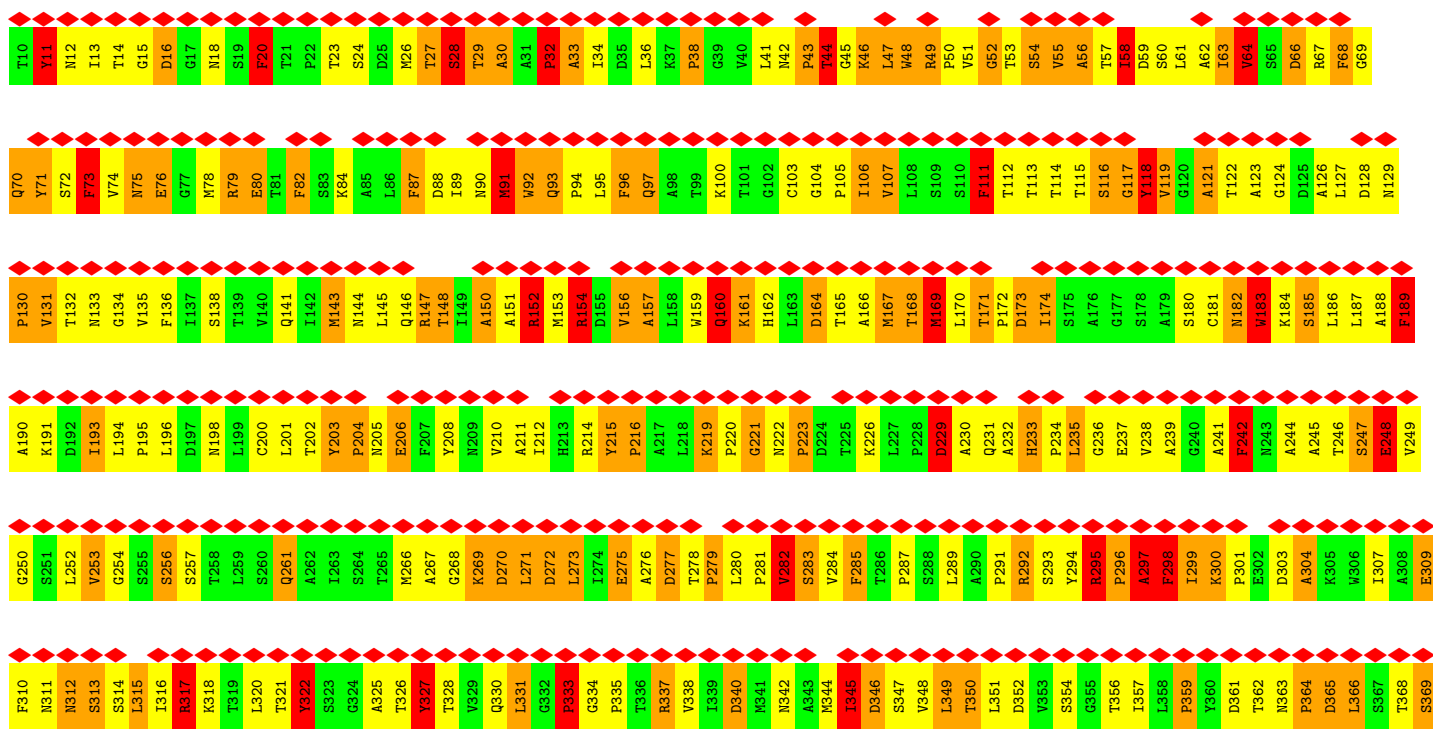 T10 Y11 N12 I13 T14 G15 D16 G17 N18 S19 F20 T21 P22 T23 S24 D25 M26 T27 S28 T29 A30 A31 P32 A33 I34 D35 L36 K37 P38 G39 V40 L41 N42 P43 T44 G45 K46 L47 W48 R49 P50 V51 G52 T53 S54 V55 A56 T57 I58 D59 S60 L61 A62 I63 V64 S65 D66 R67 F68 G69
Q70 Y71 S72 F73 V74 N75 E76 G77 M78 R79 E80 T81 F82 S83 K84 A85 L86 F87 D88 I89 N90 M91 W92 Q93 P94 L95 F96 Q97 A98 T99 K100 T101 G102 C103 G104 P105 I106 V107 L108 S109 S110 F111 T112 T113 T114 T115 S116 G117 Y118 V119 G120 A121 T122 A123 G124 D125 A126 L127 D128 N129
P130 V131 T132 N133 G134 V135 F136 I137 S138 T139 V140 Q141 I142 M143 N144 L145 Q146 R147 T148 I149 A150 A151 R152 M153 R154 D155 V156 A157 L158 W159 Q160 K161 H162 L163 D164 T165 A166 M167 T168 M169 L170 T171 P172 D173 I174 S175 A176 G177 S178 A179 S180 C181 N182 W183 K184 S185 L186 L187 A188 F189
A190 K191 D192 I193 L194 P195 L196 D197 N198 L199 C200 L201 T202 Y203 P204 N205 E206 F207 Y208 N209 V210 A211 I212 H213 R214 Y215 P216 A217 L218 K219 P220 G221 N222 P223 D224 T225 K226 L227 P228 D229 A230 Q231 A232 H233 P234 L235 G236 E237 V238 A239 G240 A241 F242 N243 A244 A245 T246 S247 E248 V249
G250 S251 L252 V253 G254 S255 S256 S257 T258 L259 S260 Q261 A262 I263 S264 T265 M266 A267 G268 K269 D270 L271 D272 L273 I274 E275 A276 D277 T278 P279 L280 P281 V282 S283 V284 F285 T286 P287 S288 L289 A290 P291 R292 S293 Y294 R295 P296 A297 F298 I299 K300 P301 E302 D303 A304 K305 W306 I307 A308 E309
F310 N311 N312 S313 S314 L315 I316 R317 K318 T319 L320 T321 Y322 S323 G324 A325 T326 Y327 T328 V329 Q330 L331 G332 P333 G334 P335 T336 R337 V338 I339 D340 M341 N342 A343 M344 I345 D346 S347 V348 L349 T350 L351 D352 V353 S354 G355 T356 I357 L358 P359 Y360 D361 T362 N363 P364 D365 L366 S367 T368 S369